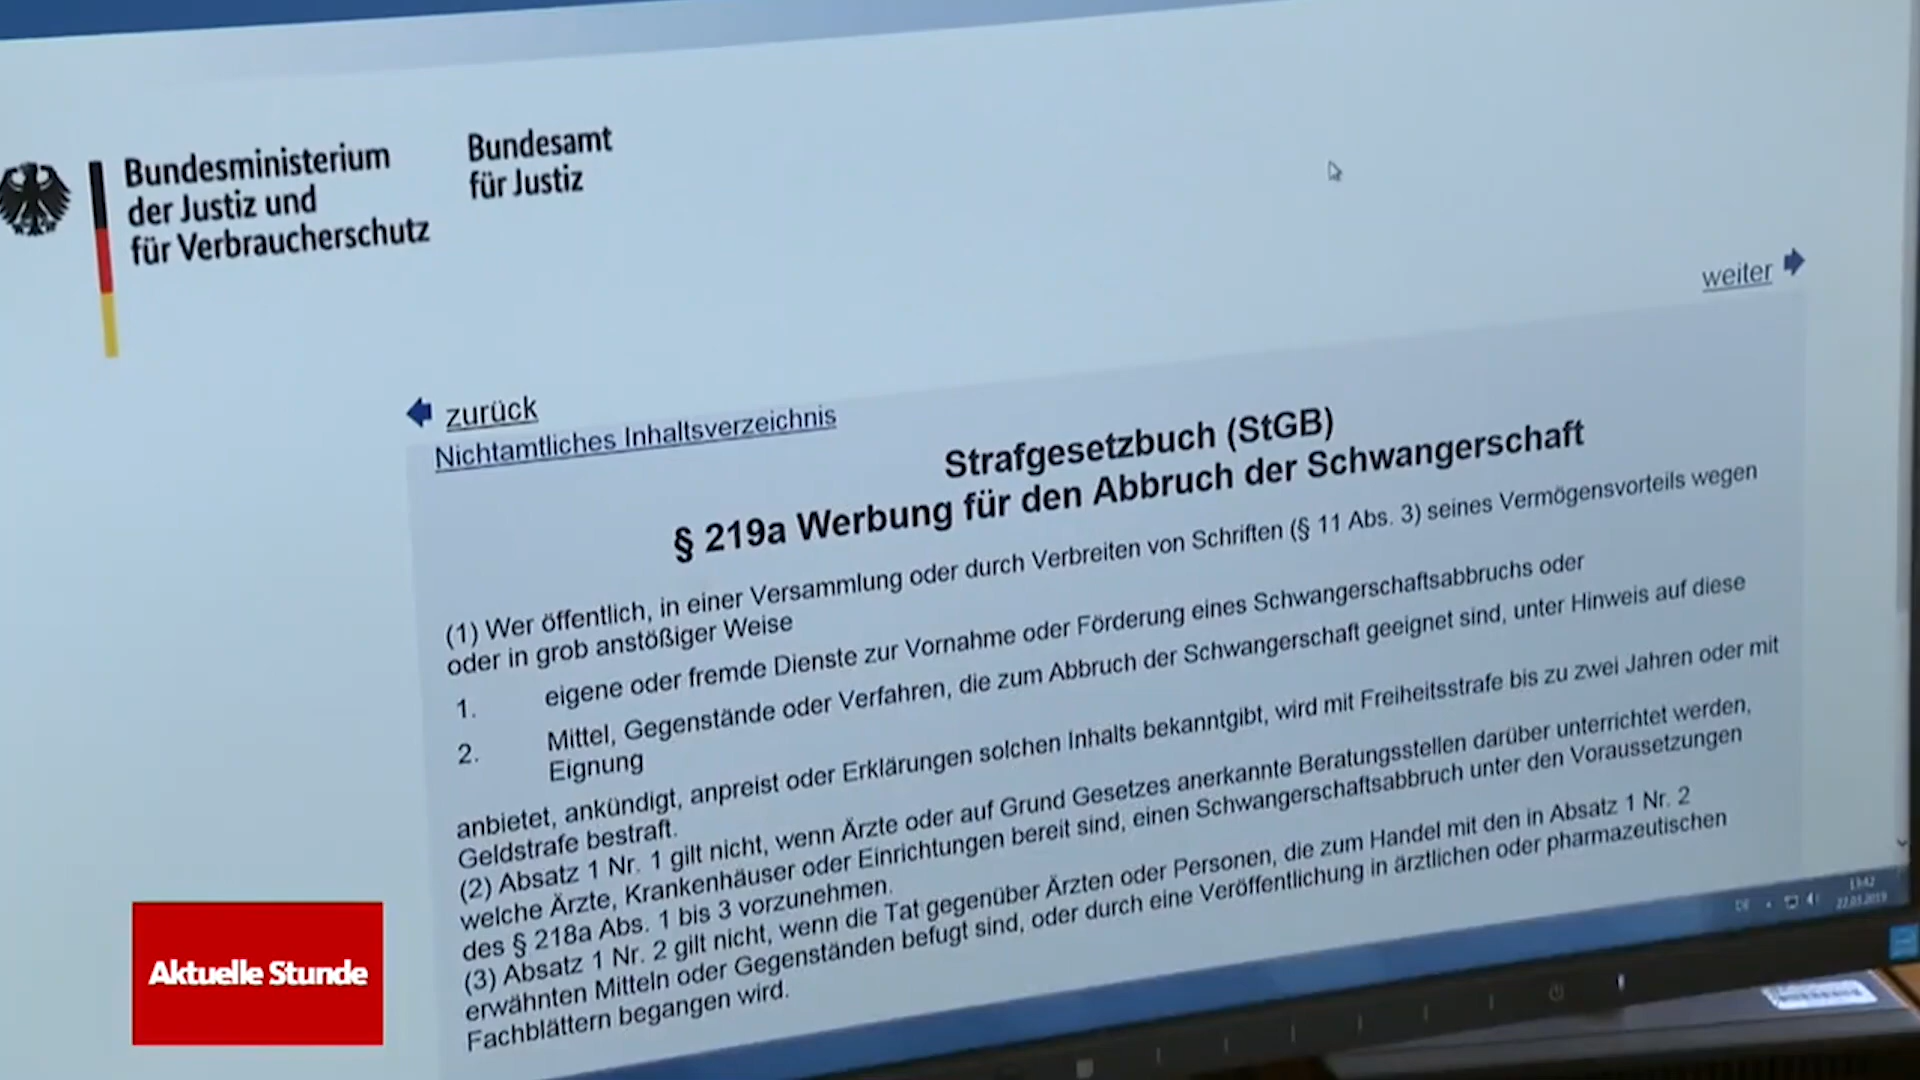 Bundesministerium
der Justiz und
für Verbraucherschutz
Bundesamt
für Justiz
weiter
zurück
Nichtamtliches Inhaltsverzeichnis
Strafgesetzbuch (StGB)
§ 219a Werbung für den Abbruch der Schwangerschaft
(1) Wer öffentlich, in einer Versammlung oder durch Verbreiten von Schriften (§ 11 Abs. 3) seines Vermögensvorteils wegen
oder in grob anstößiger Weise
1. eigene oder fremde Dienste zur Vornahme oder Förderung eines Schwangerschaftsabbruchs oder
2. Mittel, Gegenstände oder Verfahren, die zum Abbruch der Schwangerschaft geeignet sind, unter Hinweis auf diese
Eignung
anbietet, ankündigt, anpreist oder Erklärungen solchen Inhalts bekanntgibt, wird mit Freiheitsstrafe bis zu zwei Jahren oder mit
Geldstrafe bestraft.
(2) Absatz 1 Nr. 1 gilt nicht, wenn Ärzte oder auf Grund Gesetzes anerkannte Beratungsstellen darüber unterrichtet werden,
welche Ärzte, Krankenhäuser oder Einrichtungen bereit sind, einen Schwangerschaftsabbruch unter den Voraussetzungen
des § 218a Abs. 1 bis 3 vorzunehmen.
(3) Absatz 1 Nr. 2 gilt nicht, wenn die Tat gegenüber Ärzten oder Personen, die zum Handel mit den in Absatz 1 Nr. 2
erwähnten Mitteln oder Gegenständen befugt sind, oder durch eine Veröffentlichung in ärztlichen oder pharmazeutischen
Fachblättern begangen wird.
DE
Aktuelle Stunde